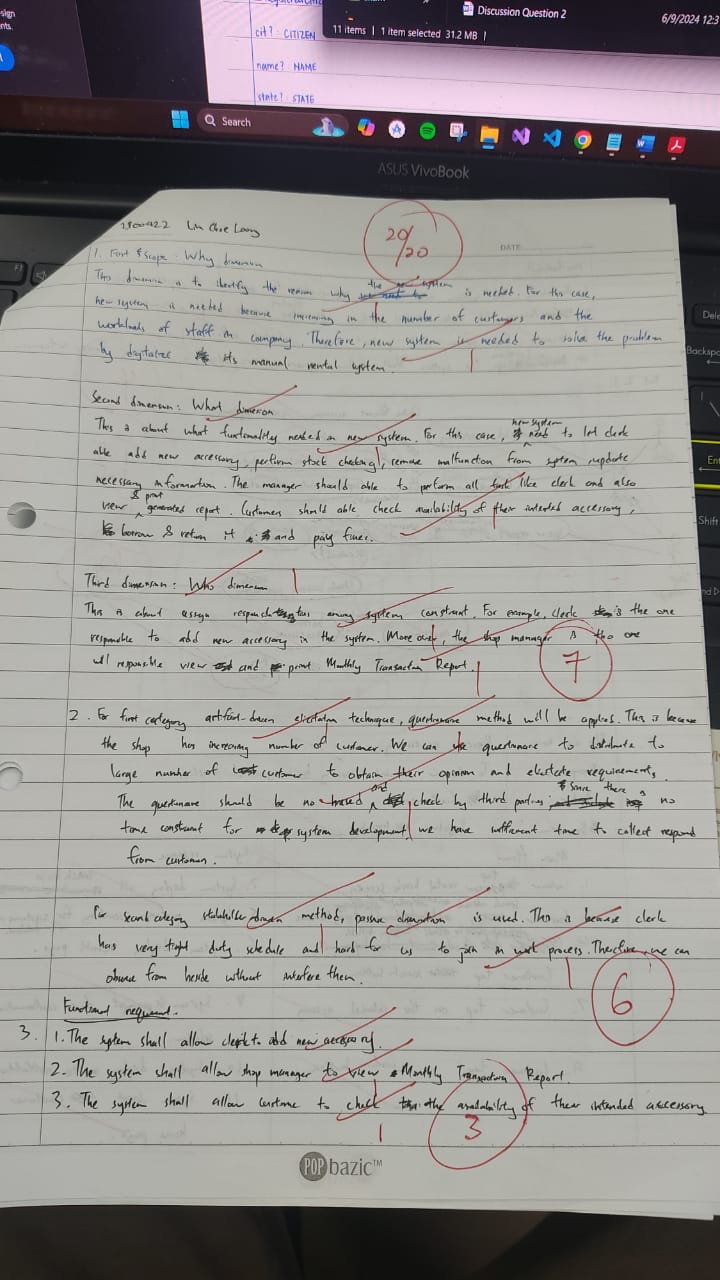 sign
nts.
cit? : CITIZEN
name? : NAME
state? : STATE
Discussion Question 2
11 items | 1 item selected 31.2 MB |
6/9/2024 12:3
Search
ASUS VivoBook
20/20
DATE
1. Fort & scope : Why dimension
This dimension is to identify the reason why the new system is needed. For this case,
new system is needed because increasing in the number of customers and the
workloads of staff in company. Therefore, new system is needed to solve the problem
by digitalize its manual rental system.
1
Second dimension : What dimension
This is about what functionality needed in new system. For this case, new system need to let clerk
able add new accessory, perform stock checking, remove malfunction from system, update
necessary information. The manager should able to perform all task like clerk and also
view & print generated report. Customers should able check availability of their intended accessory,
borrow & return it and pay fines.
Third dimension : Who dimension
This is about assign among system constraint. For example, clerk is the one
responsible to add new accessory in the system. More over, the shop manager is the one
will responsible view and print Monthly Transaction Report.
7
2. For first category artifact-driven elicitation technique, questionnaire method will be applied. This is because
the shop has increasing number of customer. We can use questionnaire to distribute to
large number of customer to obtain their opinion and requirements.
The questionnaire should be no and check by third parties. Since there is no
time constraint for system development, we have sufficient time to collect respond
from customer.
For second category stakeholder driven method, passive observation is used. This is because clerk
has very tight duty schedule and hard for us to join in work process. Therefore, we can
observe from beside without interfere them.
6
Functional
3. 1. The system shall allow clerk to add new accessory.
2. The system shall allow shop manager to view Monthly Transaction Report.
3. The system shall allow customer to check the availability of their intended accessory
1
3
POP bazic™
F1
Dele
Backspa
Ent
Shift